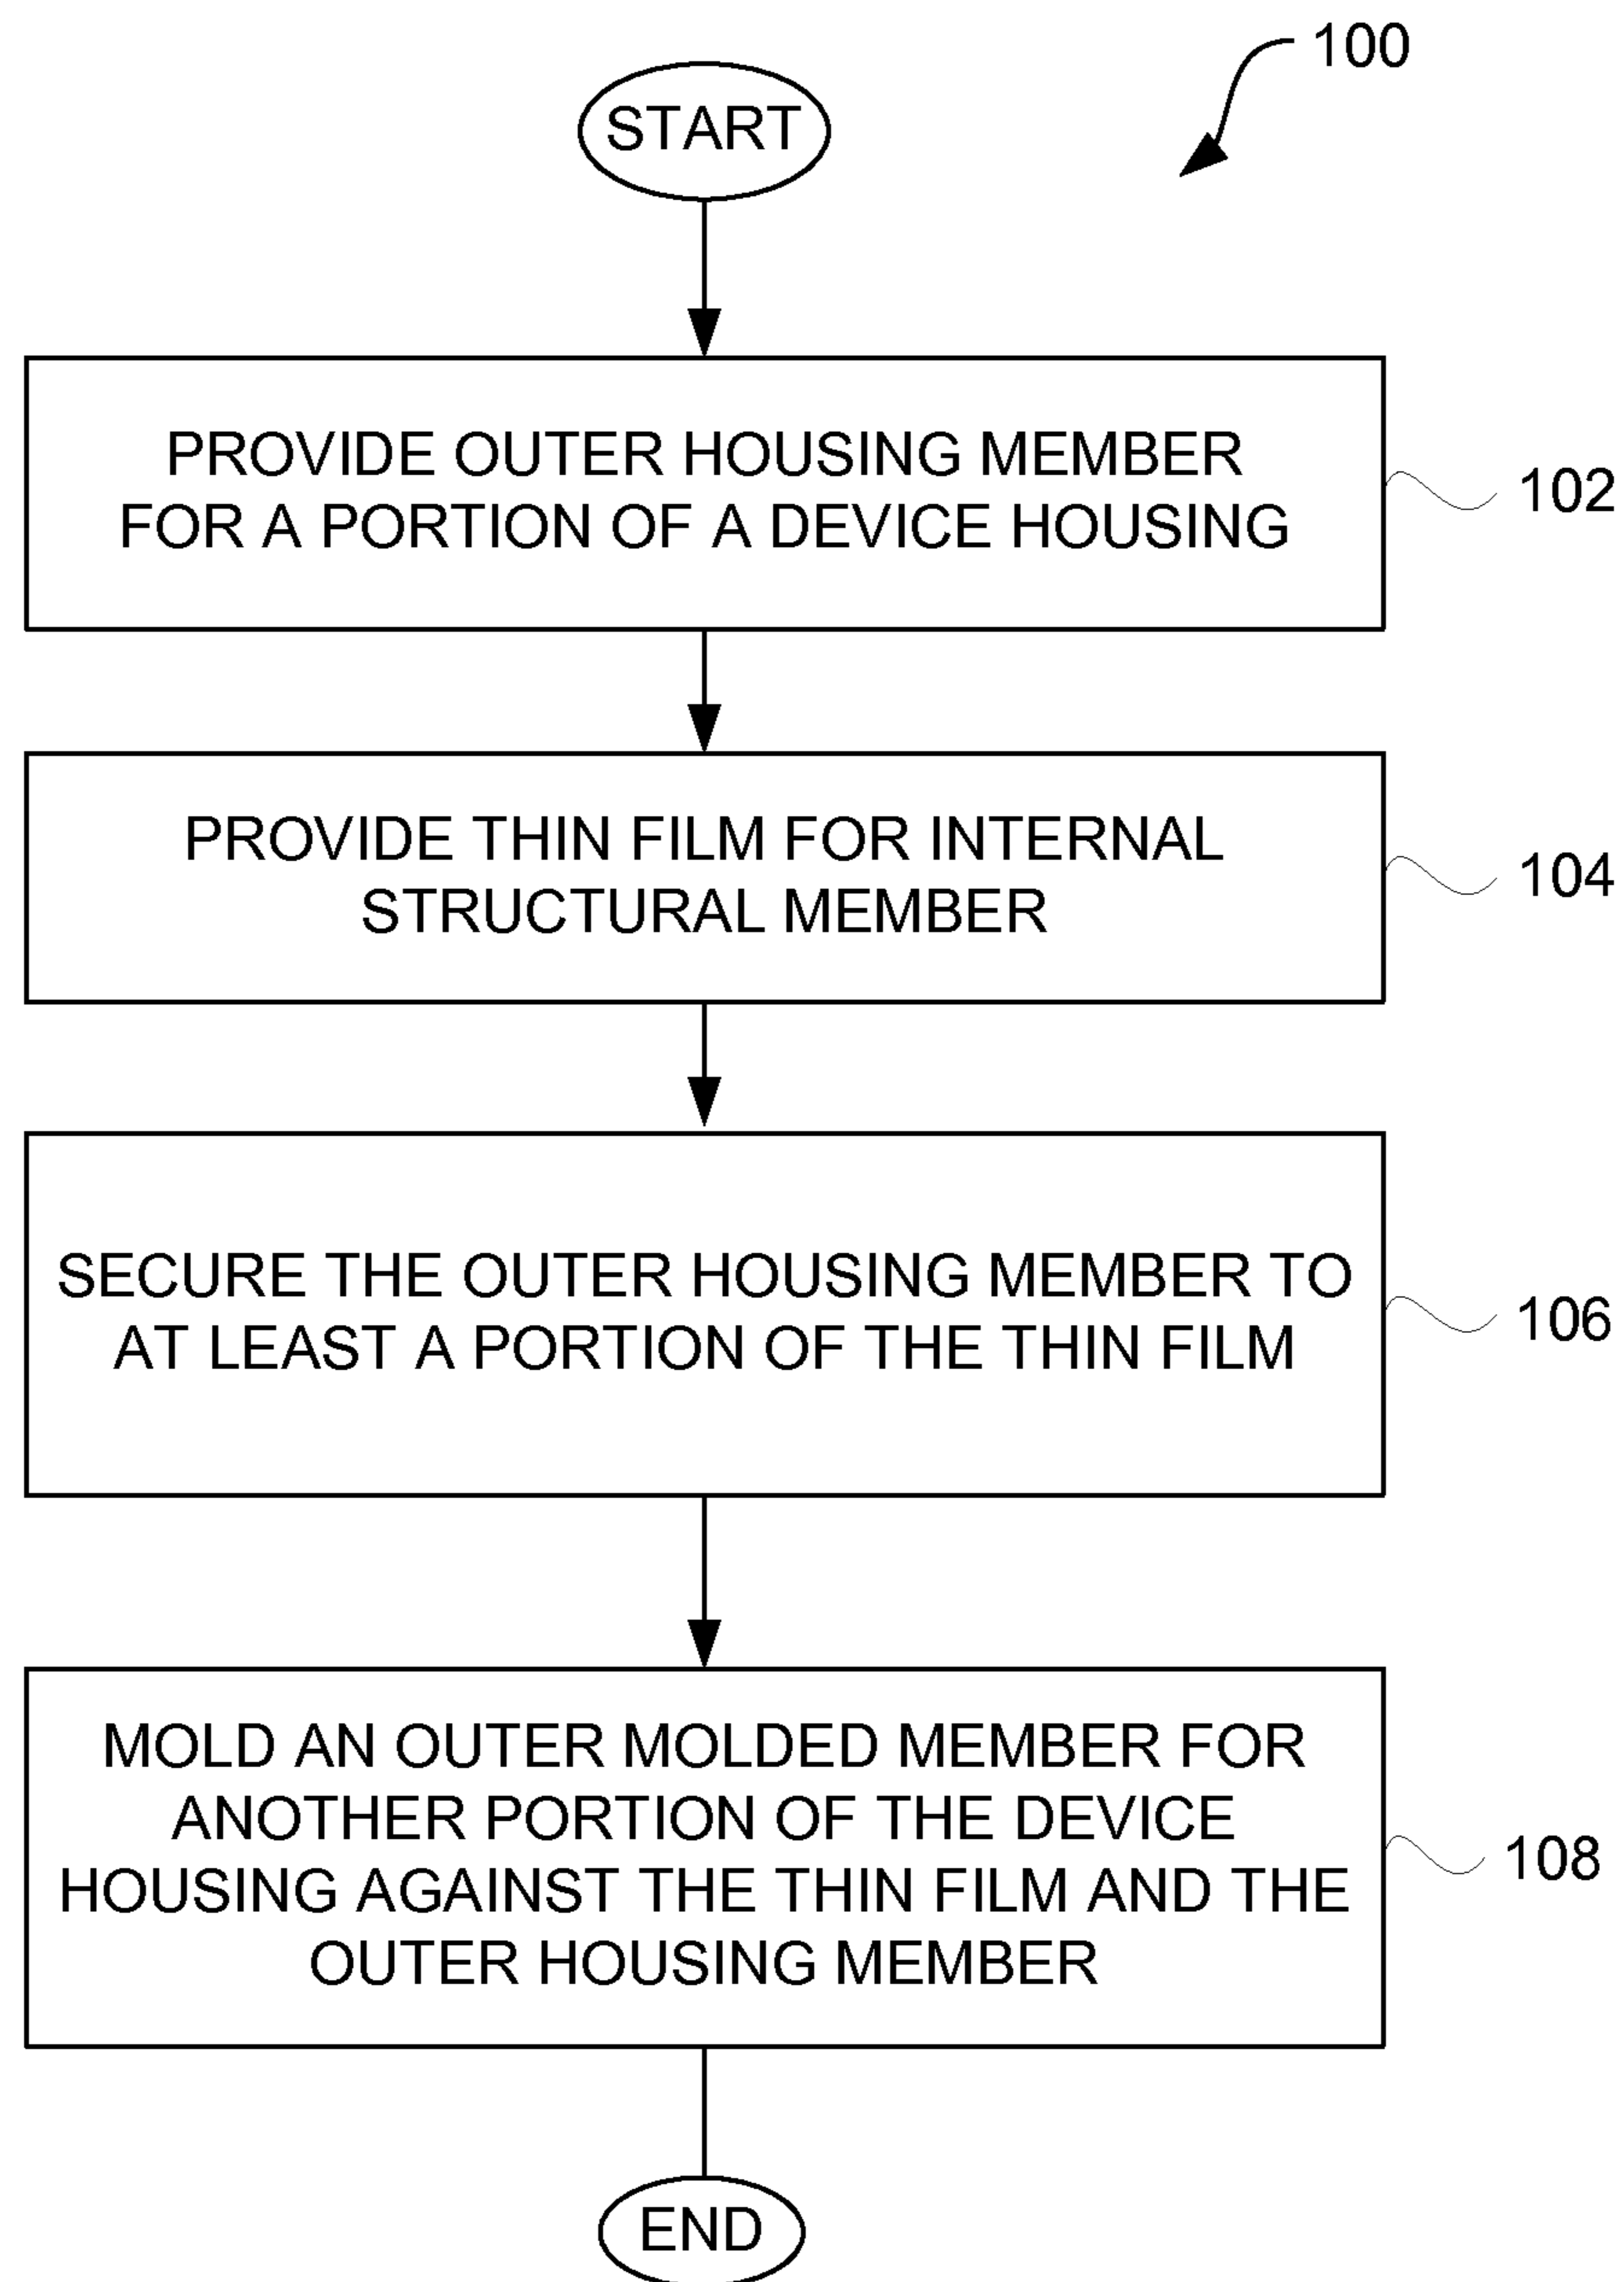 100
START
PROVIDE OUTER HOUSING MEMBER
FOR A PORTION OF A DEVICE HOUSING
102
PROVIDE THIN FILM FOR INTERNAL
STRUCTURAL MEMBER
104
SECURE THE OUTER HOUSING MEMBER TO
AT LEAST A PORTION OF THE THIN FILM
106
MOLD AN OUTER MOLDED MEMBER FOR
ANOTHER PORTION OF THE DEVICE
HOUSING AGAINST THE THIN FILM AND THE
OUTER HOUSING MEMBER
108
END